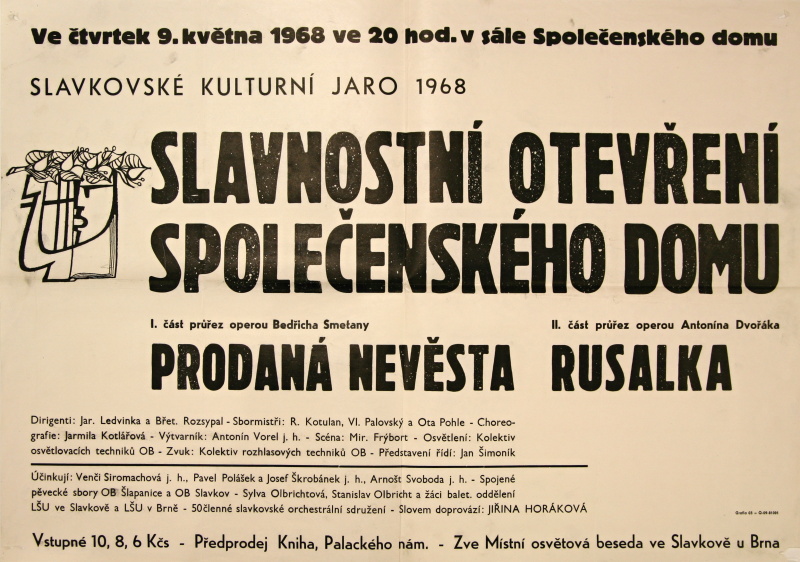 Ve čtvrtek 9. května 1968 ve 20 hod. v sále Společenského domu
SLAVKOVSKÉ KULTURNÍ JARO 1968
SLAVNOSTNÍ OTEVŘENÍ
SPOLEČENSKÉHO DOMU
I. část průřez operou Bedřicha Smetany
PRODANÁ NEVĚSTA
II. část průřez operou Antonína Dvořáka
RUSALKA
Dirigenti: Jar. Ledvinka a Břet. Rozsypal - Sbormistři: R. Kotulan, Vl. Palovský a Ota Pohle - Choreo-
grafie: Jarmila Kotlářová - Výtvarník: Antonín Vorel j. h. - Scéna: Mir. Frýbort - Osvětlení: Kolektiv
osvětlovacích techniků OB - Zvuk: Kolektiv rozhlasových techniků OB - Představení řídí: Jan Šimoník
Účinkují: Venči Siromachová j. h., Pavel Polášek a Josef Škrobánek j. h., Arnošt Svoboda j. h. - Spojené
pěvecké sbory OB Šlapanice a OB Slavkov - Sylva Olbrichtová, Stanislav Olbricht a žáci balet. oddělení
LŠU ve Slavkově a LŠU v Brně - 50členné slavkovské orchestrální sdružení - Slovem doprovází: JIŘINA HORÁKOVÁ
Vstupné 10, 8, 6 Kčs - Předprodej Kniha, Palackého nám. - Zve Místní osvětová beseda ve Slavkově u Brna